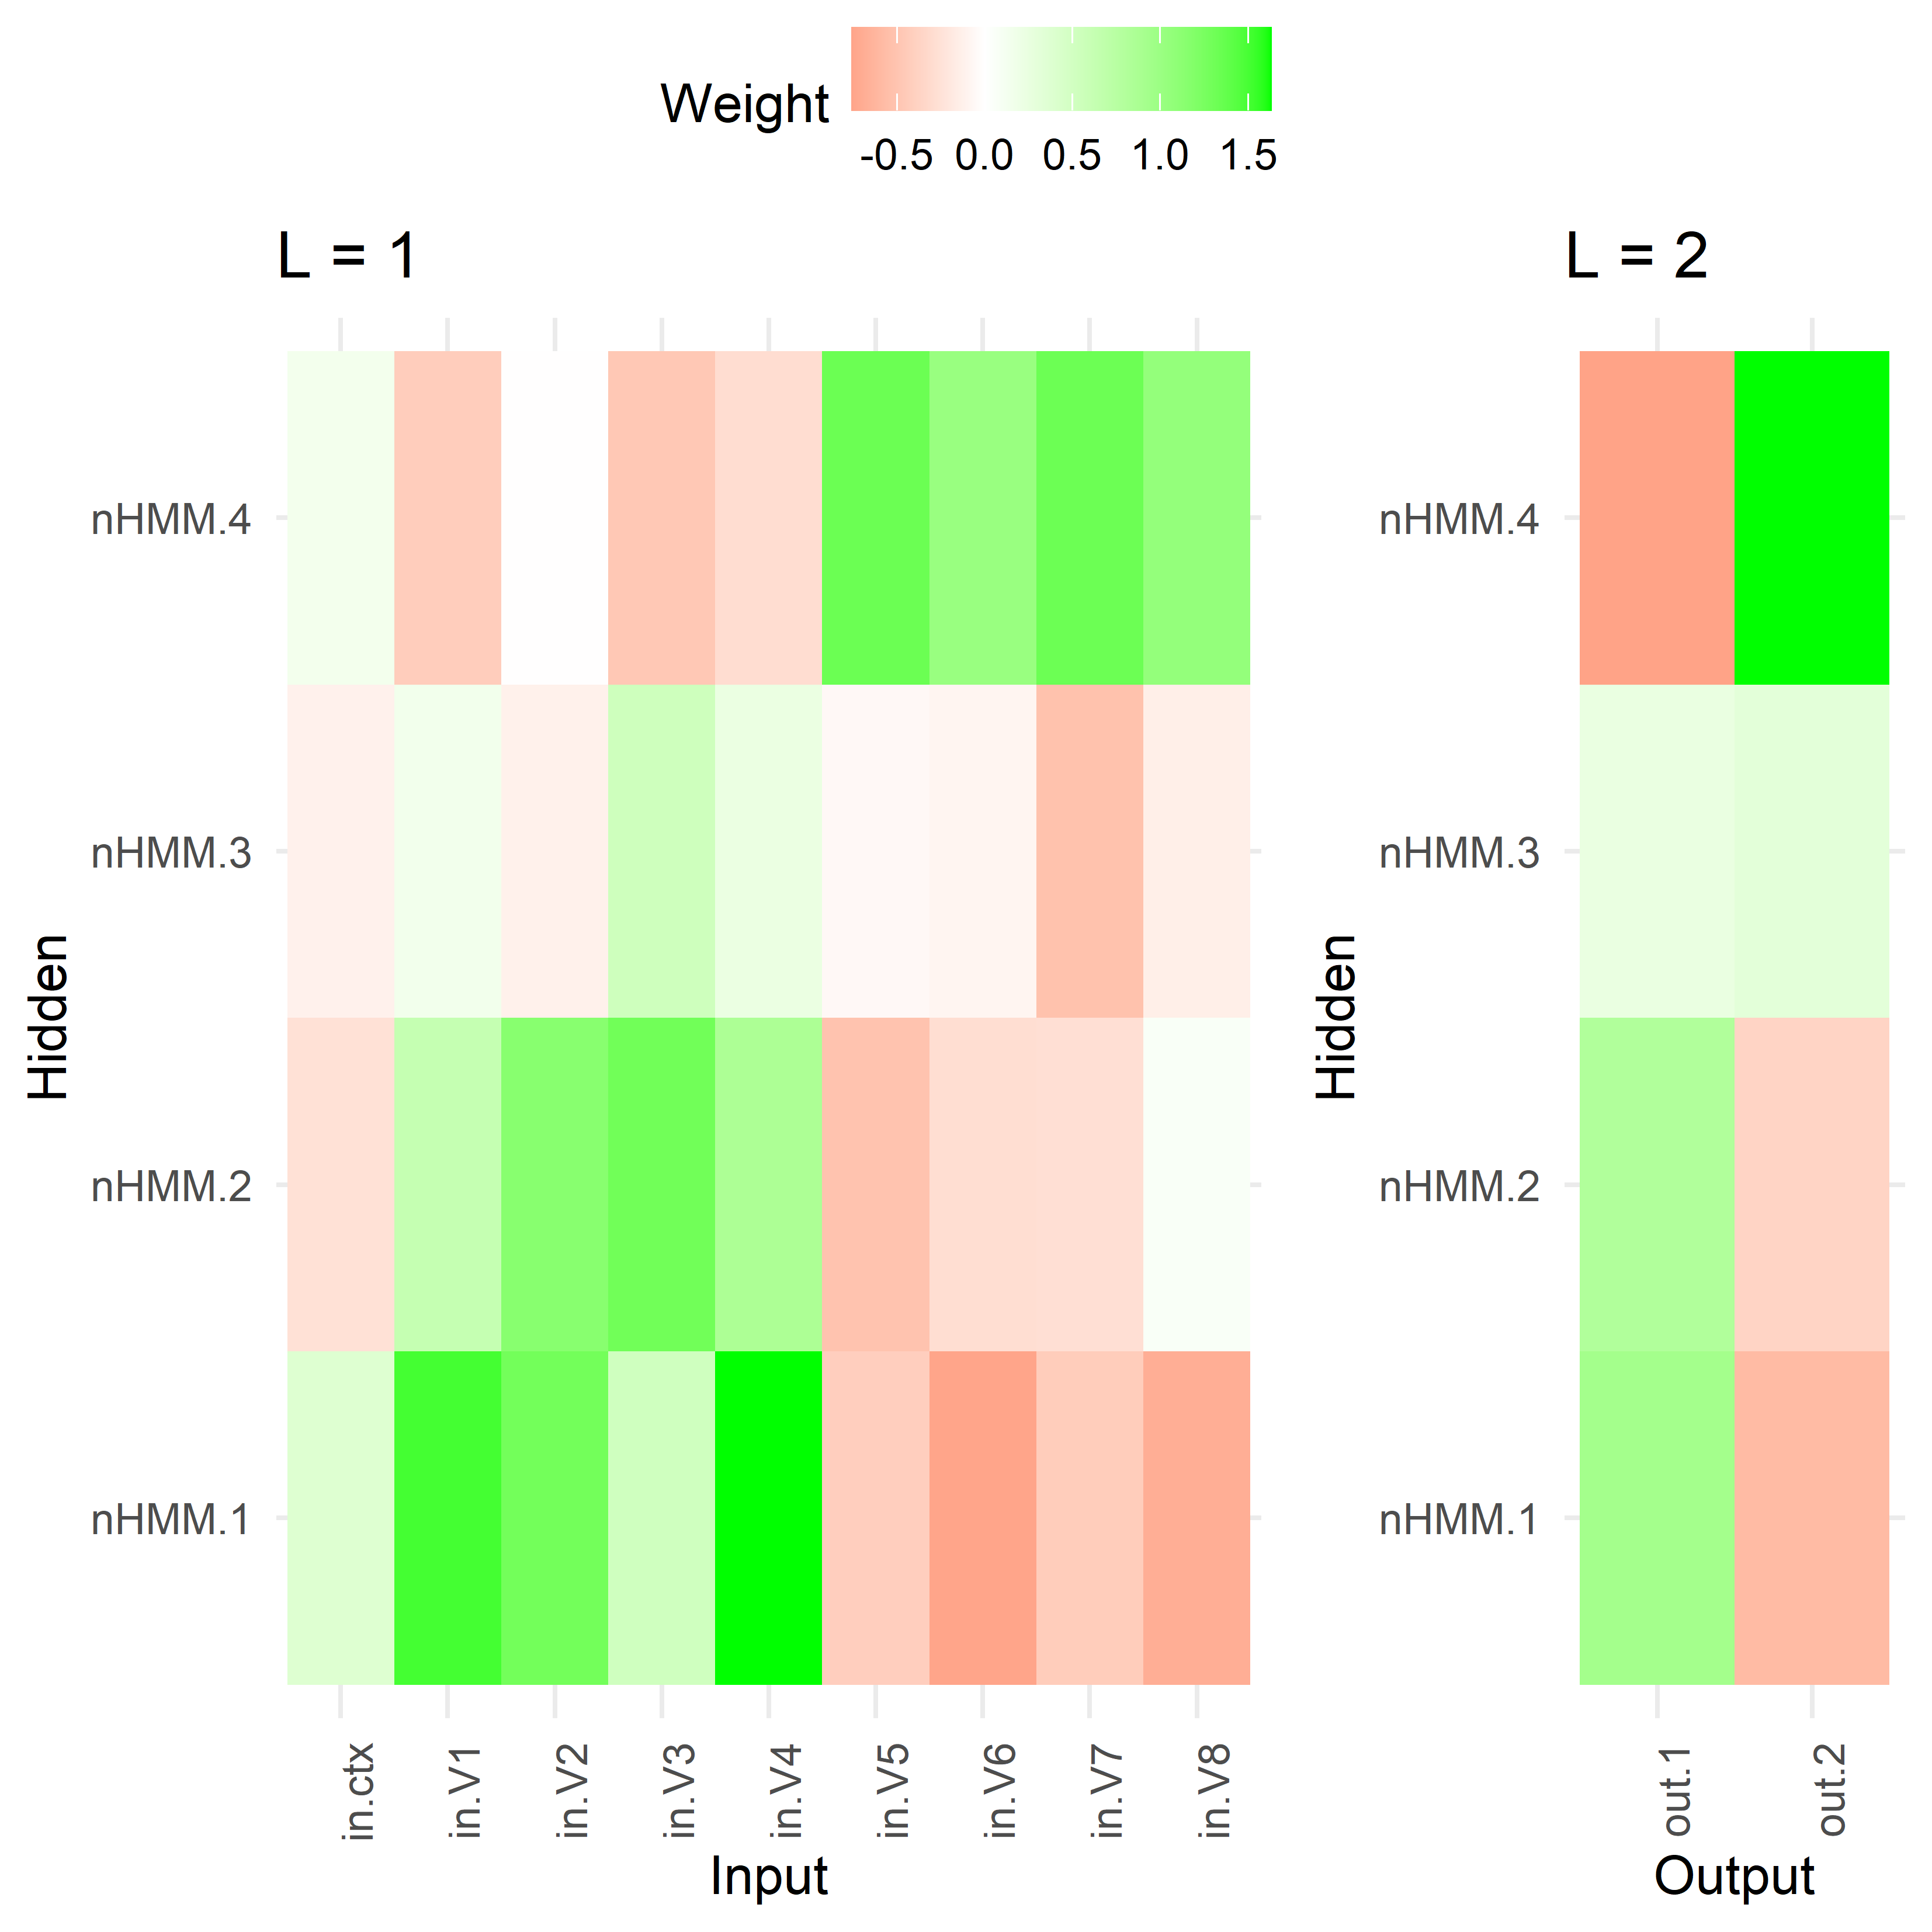 Weight
-0.5 0.0 0.5 1.0 1.5
L = 1
Hidden
nHMM.4
nHMM.3
nHMM.2
nHMM.1
in.ctx
in.V1
in.V2
in.V3
in.V4
in.V5
in.V6
in.V7
in.V8
Input
L = 2
Hidden
nHMM.4
nHMM.3
nHMM.2
nHMM.1
out.1
out.2
Output